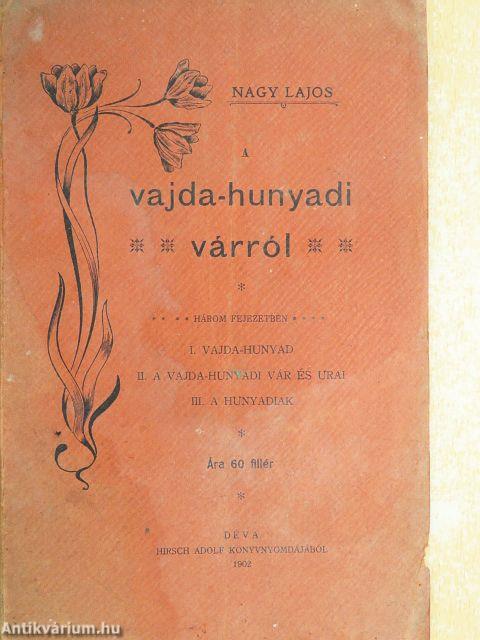 NAGY LAJOS
A
vajda-hunyadi
várról
HÁROM FEJEZETBEN
I. VAJDA-HUNYAD
II. A VAJDA-HUNYADI VÁR ÉS URAI
III. A HUNYADIAK
Ára 60 fillér
DÉVA
HIRSCH ADOLF KÖNYVNYOMDÁJÁBÓL
1902
Antikvárium.hu